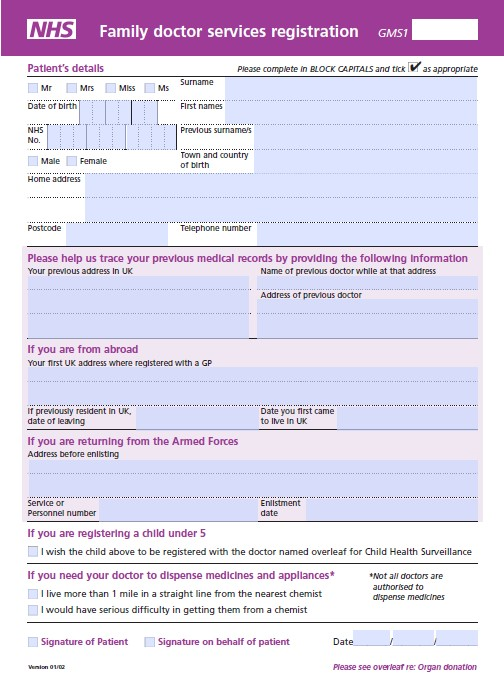 NHS Family doctor services registration GMS1
Patient's details Please complete in BLOCK CAPITALS and tick ✔ as appropriate
Mr Mrs Miss Ms Surname
Date of birth First names
NHS No. Previous surname/s
Male Female Town and country of birth
Home address
Postcode Telephone number
Please help us trace your previous medical records by providing the following information
Your previous address in UK Name of previous doctor while at that address
Address of previous doctor
If you are from abroad
Your first UK address where registered with a GP
If previously resident in UK, date of leaving Date you first came to live in UK
If you are returning from the Armed Forces
Address before enlisting
Service or Personnel number Enlistment date
If you are registering a child under 5
I wish the child above to be registered with the doctor named overleaf for Child Health Surveillance
If you need your doctor to dispense medicines and appliances* *Not all doctors are authorised to dispense medicines
I live more than 1 mile in a straight line from the nearest chemist
I would have serious difficulty in getting them from a chemist
Signature of Patient Signature on behalf of patient Date / /
Version 01/02 Please see overleaf re: Organ donation